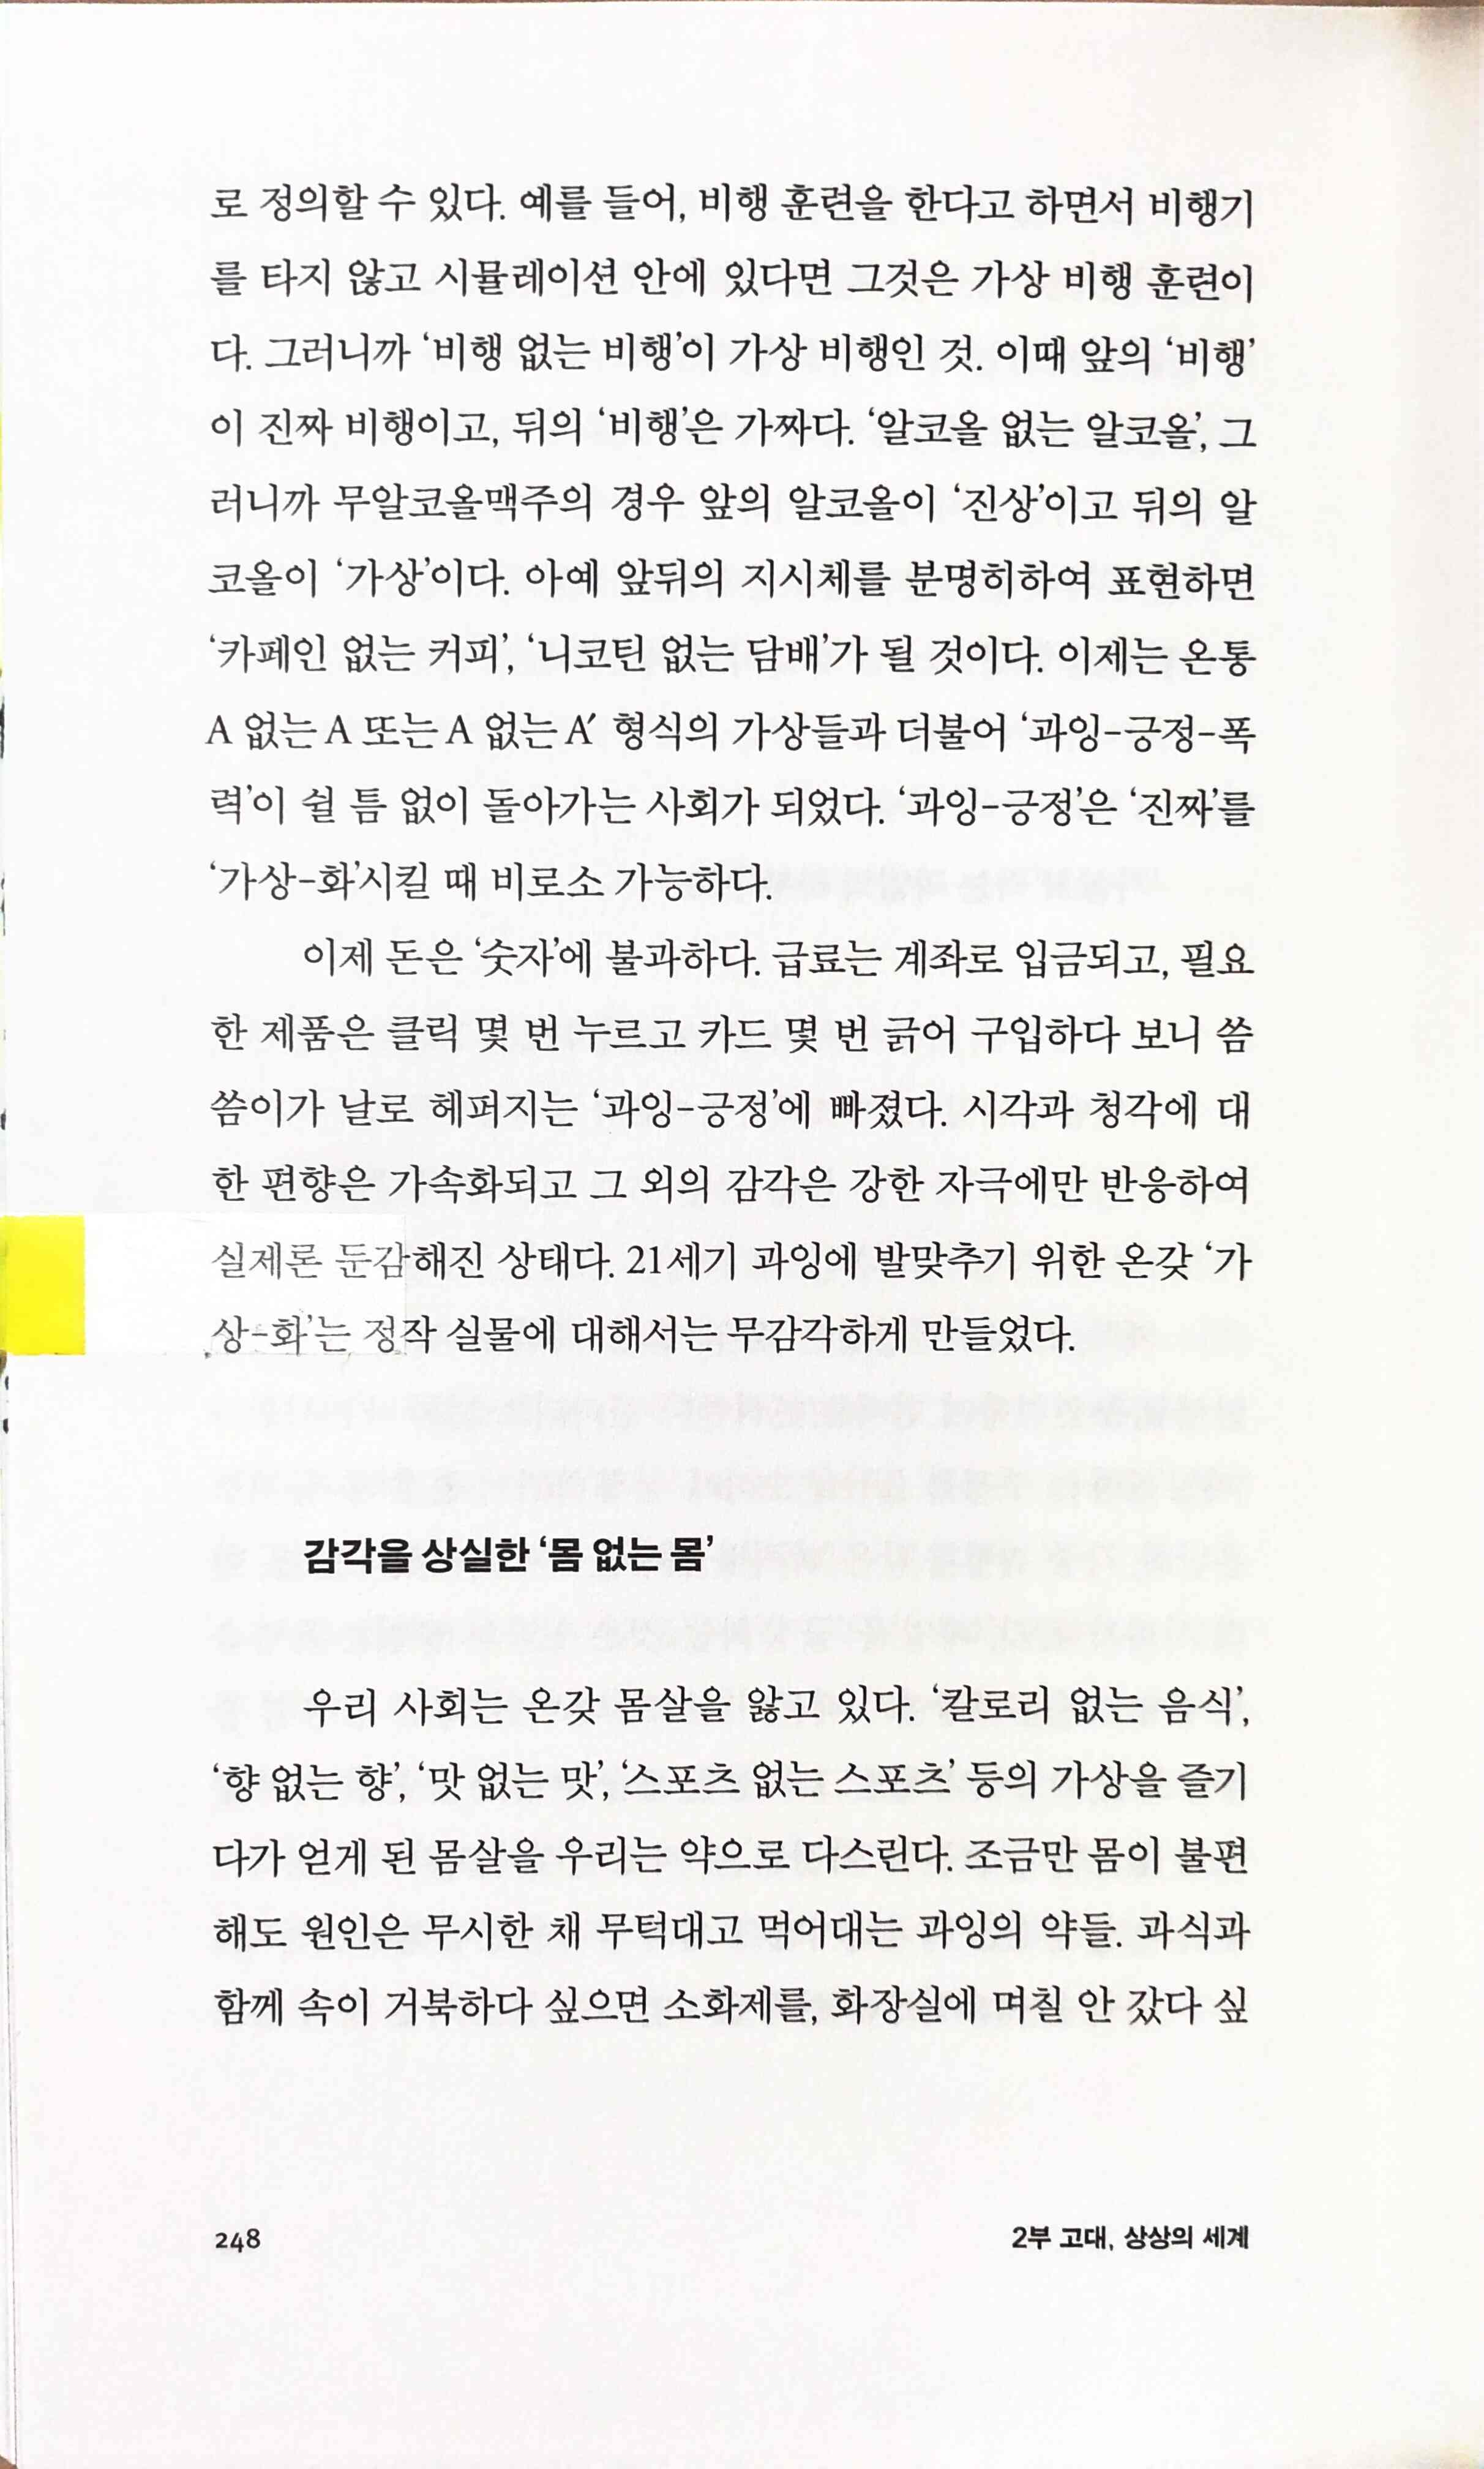 로 정의할 수 있다. 예를 들어, 비행 훈련을 한다고 하면서 비행기
를 타지 않고 시뮬레이션 안에 있다면 그것은 가상 비행 훈련이
다. 그러니까 ‘비행 없는 비행’이 가상 비행인 것. 이때 앞의 ‘비행’
이 진짜 비행이고, 뒤의 ‘비행’은 가짜다. ‘알코올 없는 알코올’, 그
러니까 무알코올맥주의 경우 앞의 알코올이 ‘진상’이고 뒤의 알
코올이 ‘가상’이다. 아예 앞뒤의 지시체를 분명히하여 표현하면
‘카페인 없는 커피’, ‘니코틴 없는 담배’가 될 것이다. 이제는 온통
A 없는 A 또는 A 없는 A′ 형식의 가상들과 더불어 ‘과잉-긍정-폭
력’이 쉴 틈 없이 돌아가는 사회가 되었다. ‘과잉-긍정’은 ‘진짜’를
‘가상-화’시킬 때 비로소 가능하다.
이제 돈은 ‘숫자’에 불과하다. 급료는 계좌로 입금되고, 필요
한 제품은 클릭 몇 번 누르고 카드 몇 번 긁어 구입하다 보니 씀
씀이가 날로 헤퍼지는 ‘과잉-긍정’에 빠졌다. 시각과 청각에 대
한 편향은 가속화되고 그 외의 감각은 강한 자극에만 반응하여
실제론 둔감해진 상태다. 21세기 과잉에 발맞추기 위한 온갖 ‘가
상-화’는 정작 실물에 대해서는 무감각하게 만들었다.
감각을 상실한 ‘몸 없는 몸’
우리 사회는 온갖 몸살을 앓고 있다. ‘칼로리 없는 음식’,
‘향 없는 향’, ‘맛 없는 맛’, ‘스포츠 없는 스포츠’ 등의 가상을 즐기
다가 얻게 된 몸살을 우리는 약으로 다스린다. 조금만 몸이 불편
해도 원인은 무시한 채 무턱대고 먹어대는 과잉의 약들. 과식과
함께 속이 거북하다 싶으면 소화제를, 화장실에 며칠 안 갔다 싶
248 2부 고대, 상상의 세계